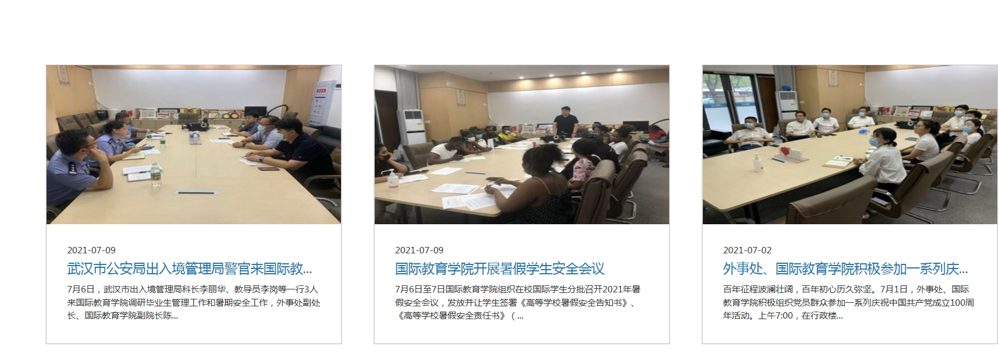 2021-07-09
武汉市公安局出入境管理局警官来国际教...
7月6日，武汉市出入境管理局科长李丽华、教导员李岗等一行3人
来国际教育学院调研毕业生管理工作和暑期安全工作，外事处副处
长、国际教育学院副院长陈...
2021-07-09
国际教育学院开展暑假学生安全会议
7月6日至7日国际教育学院组织在校国际学生分批召开2021年暑
假安全会议，发放并让学生签署《高等学校暑假安全告知书》、
《高等学校暑假安全责任书》（...
2021-07-02
外事处、国际教育学院积极参加一系列庆...
百年征程波澜壮阔，百年初心历久弥坚。7月1日，外事处、国际
教育学院积极组织党员群众参加一系列庆祝中国共产党成立100周
年活动。上午7:00，在行政楼...